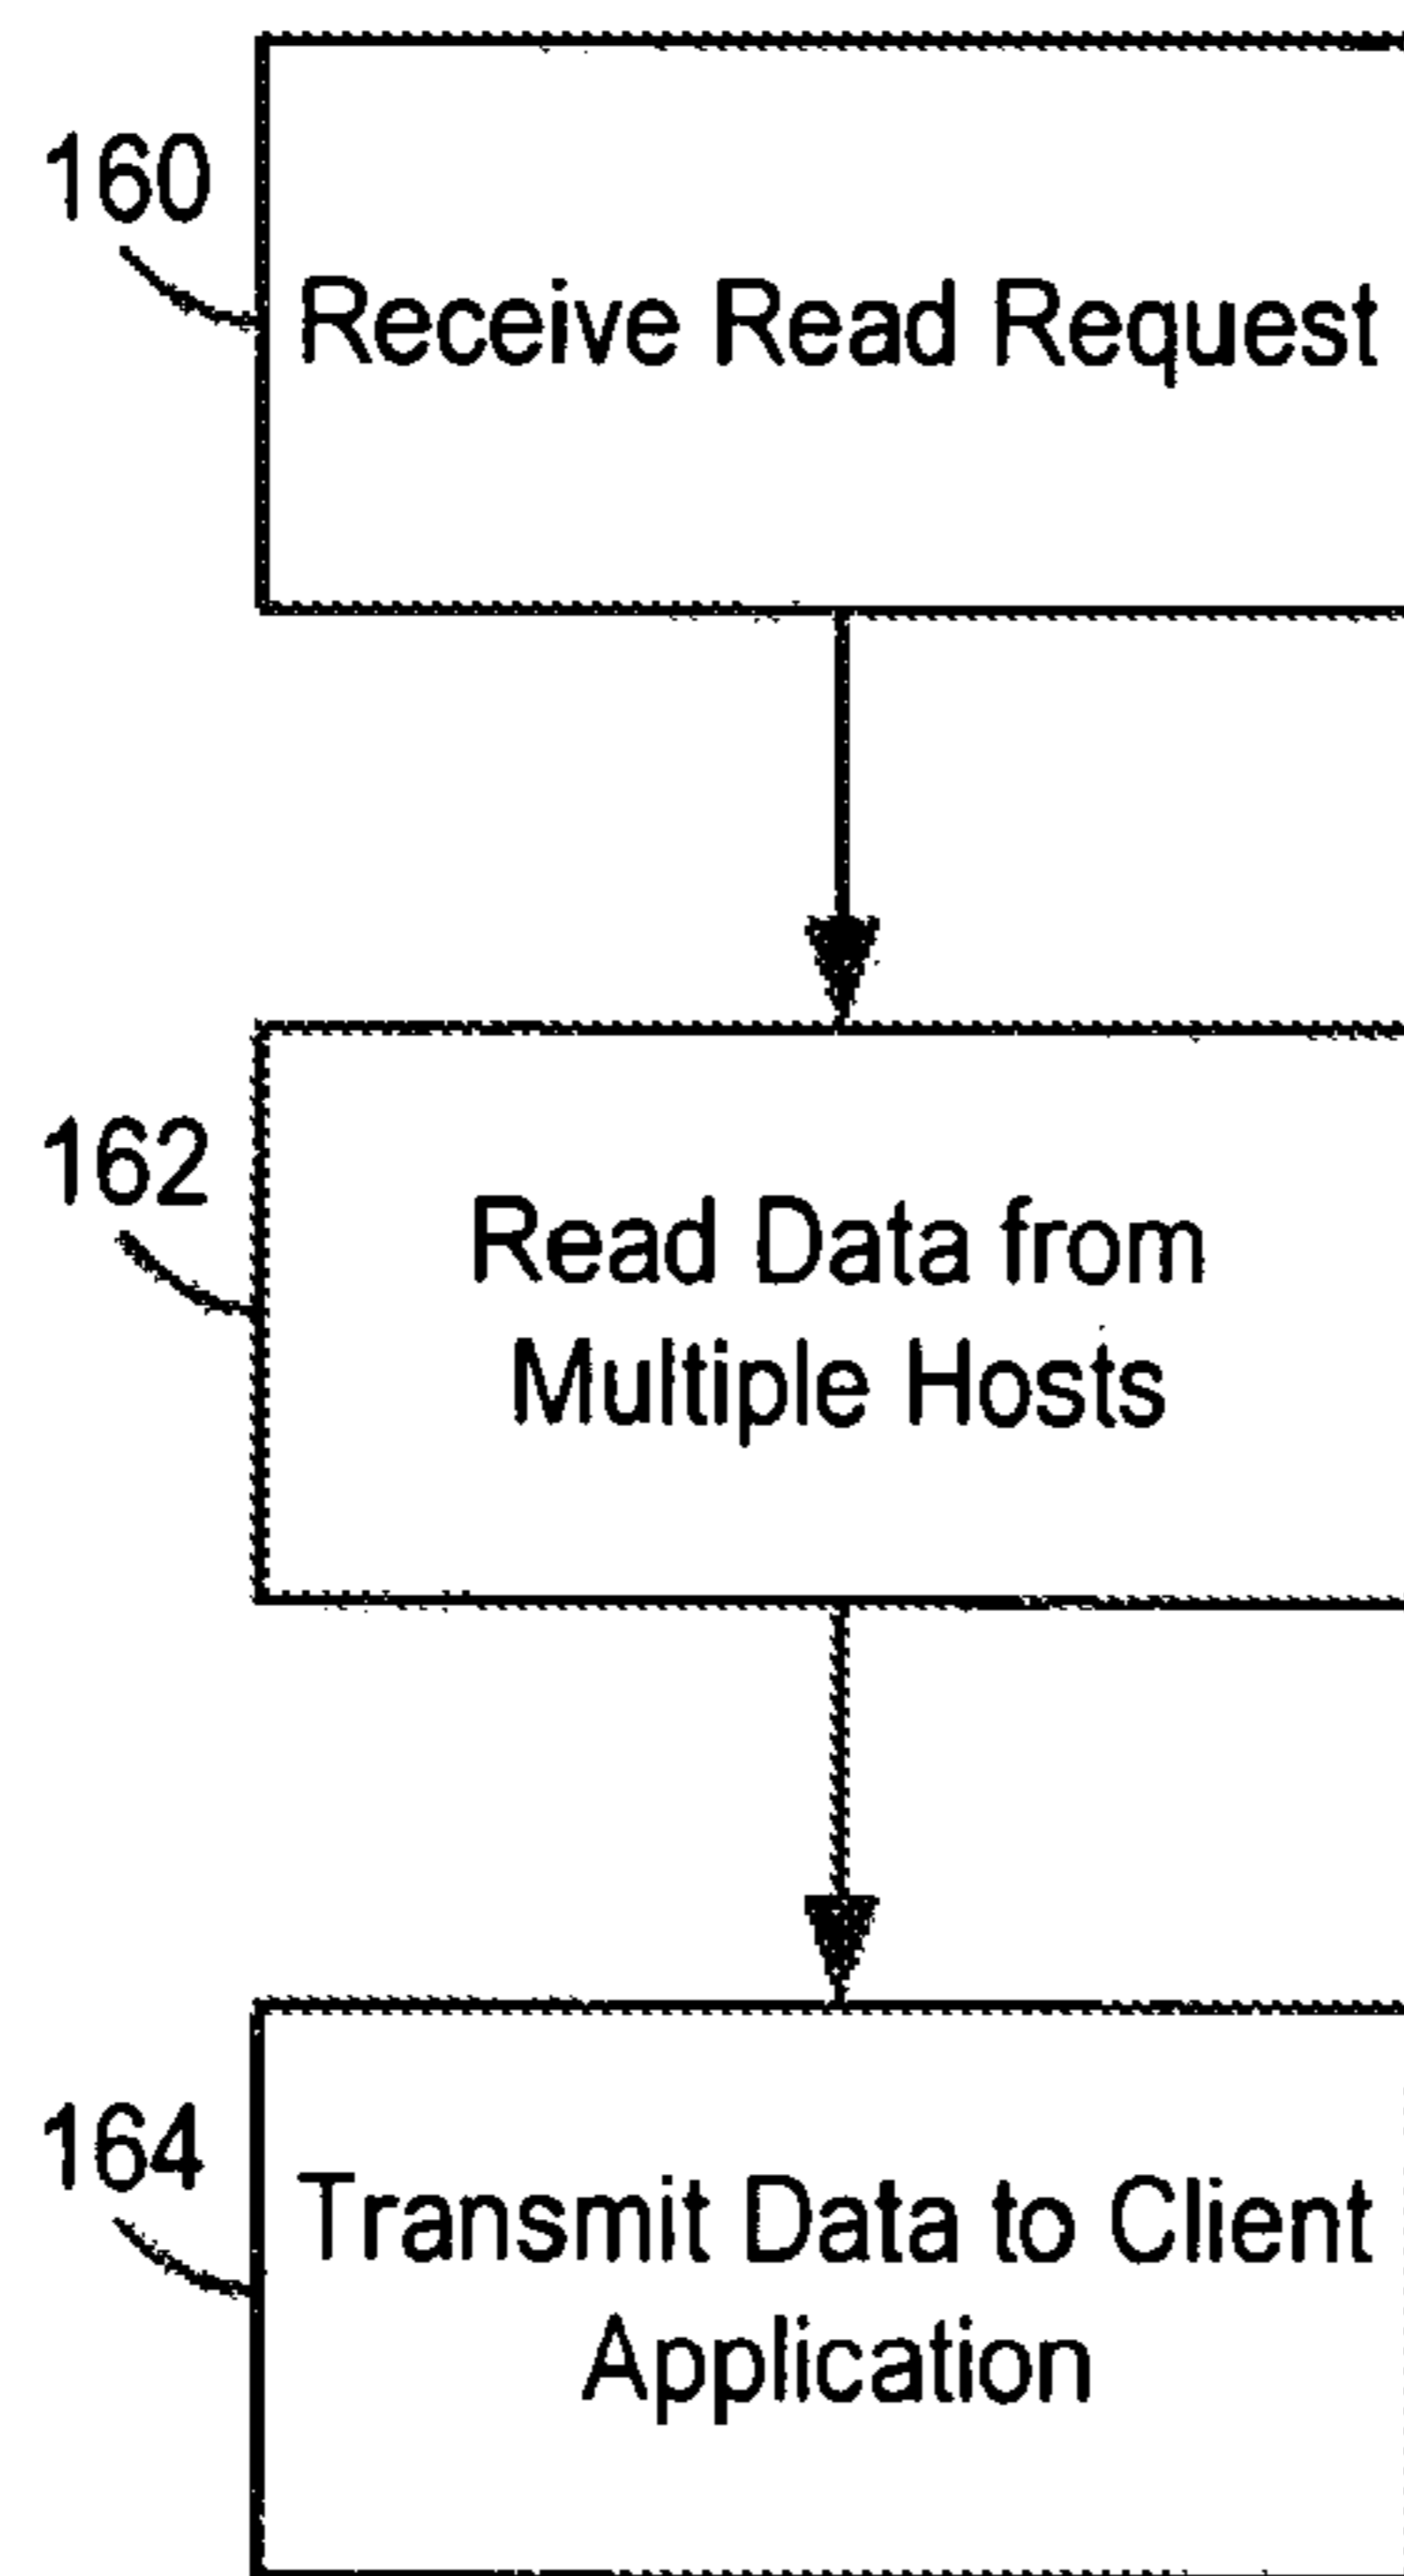 160
Receive Read Request
162
Read Data from
Multiple Hosts
164
Transmit Data to Client
Application